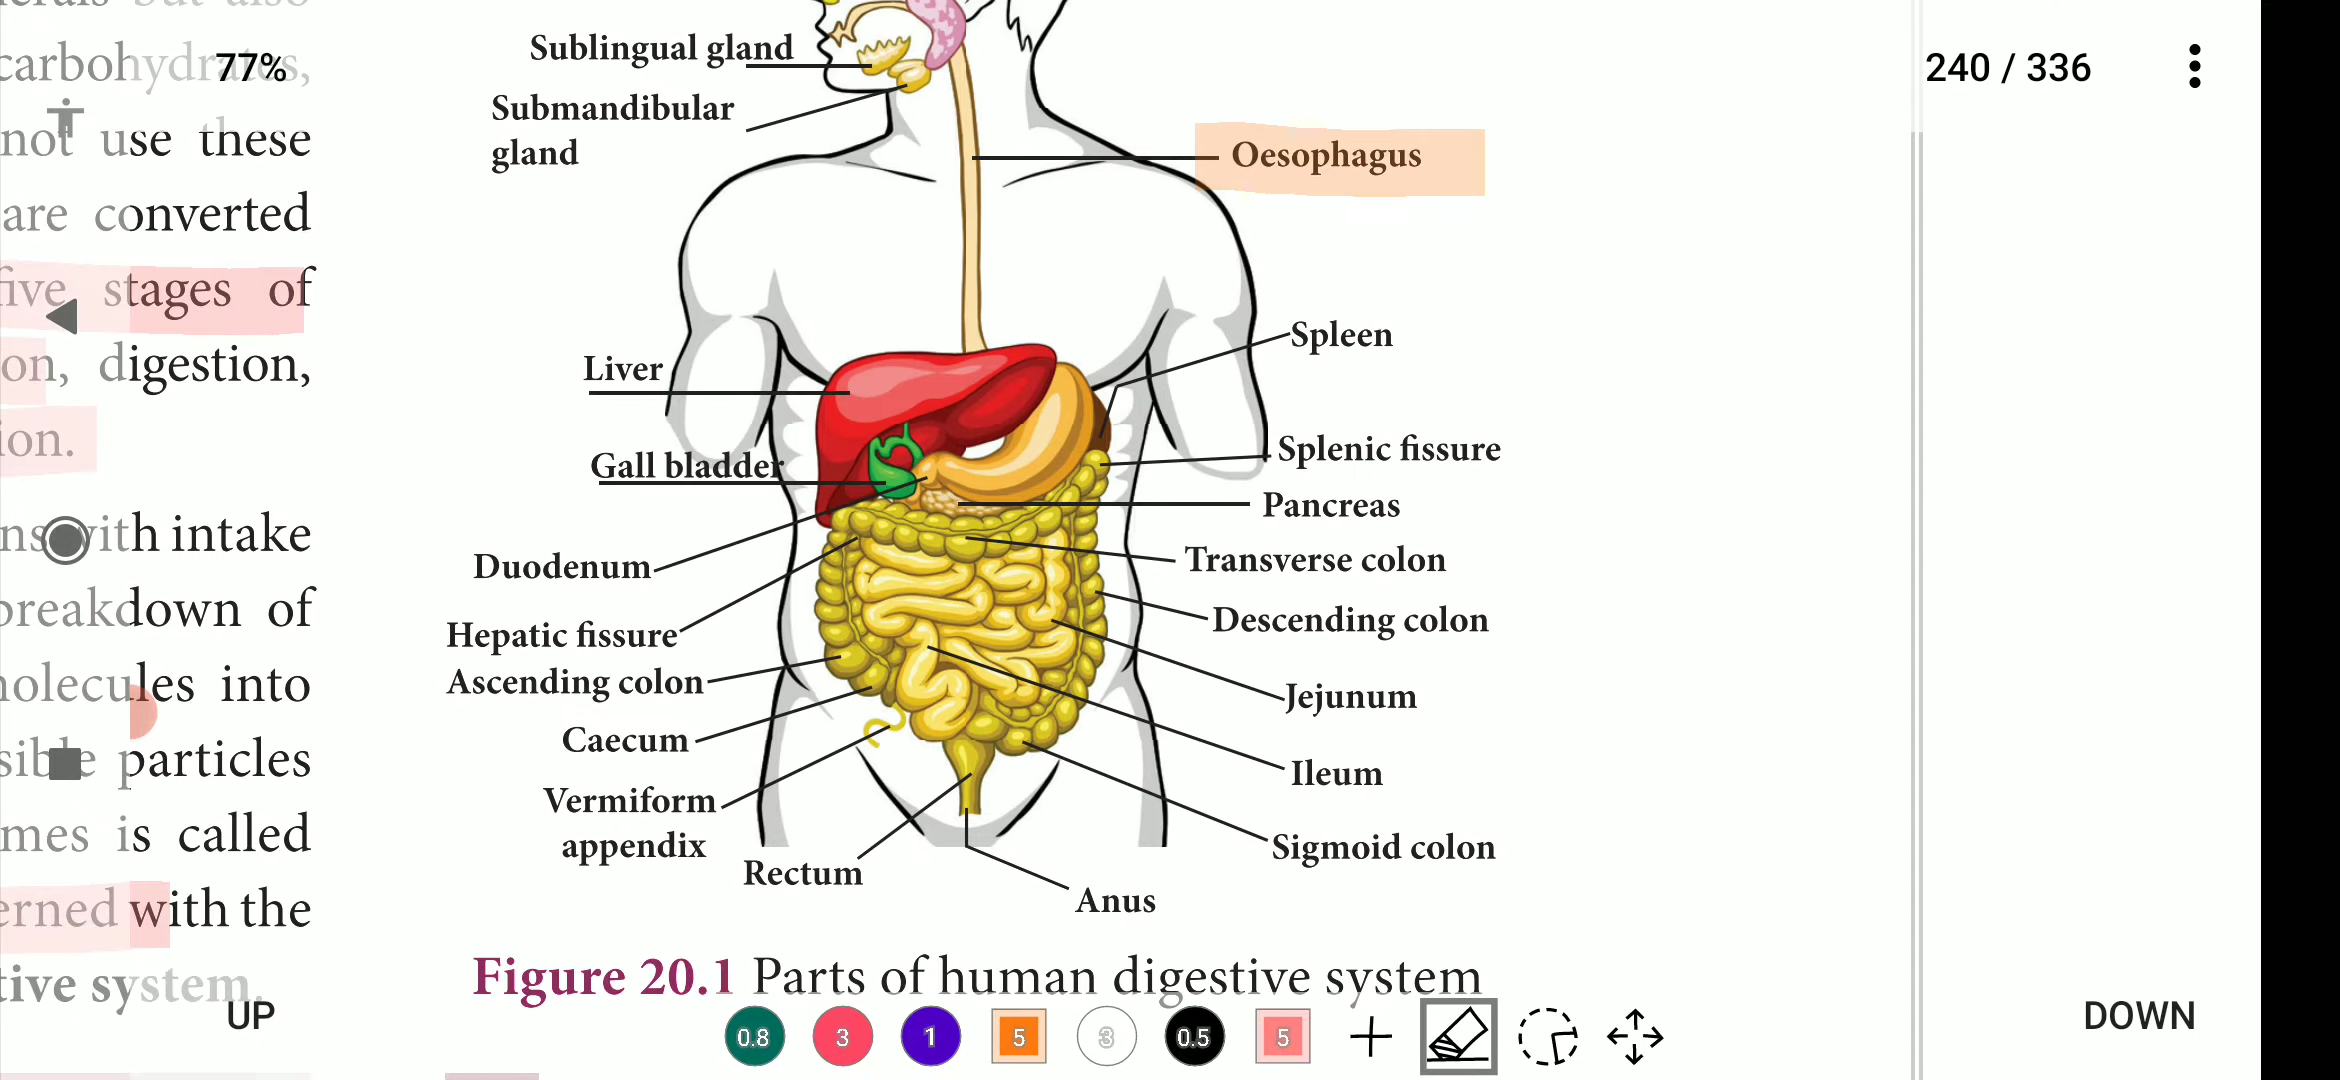 but also
77%
carbohydrates,
not use these
are converted
five stages of
on, digestion,
ion.
ns with intake
breakdown of
molecules into
sible particles
mes is called
erned with the
tive system.
UP
Sublingual gland
Submandibular
gland
Liver
Gall bladder
Duodenum
Hepatic fissure
Ascending colon
Caecum
Vermiform
appendix
Rectum
Oesophagus
Spleen
Splenic fissure
Pancreas
Transverse colon
Descending colon
Jejunum
Ileum
Sigmoid colon
Anus
Figure 20.1 Parts of human digestive system
0.8 3 1 5 3 0.5 5
240 / 336
DOWN